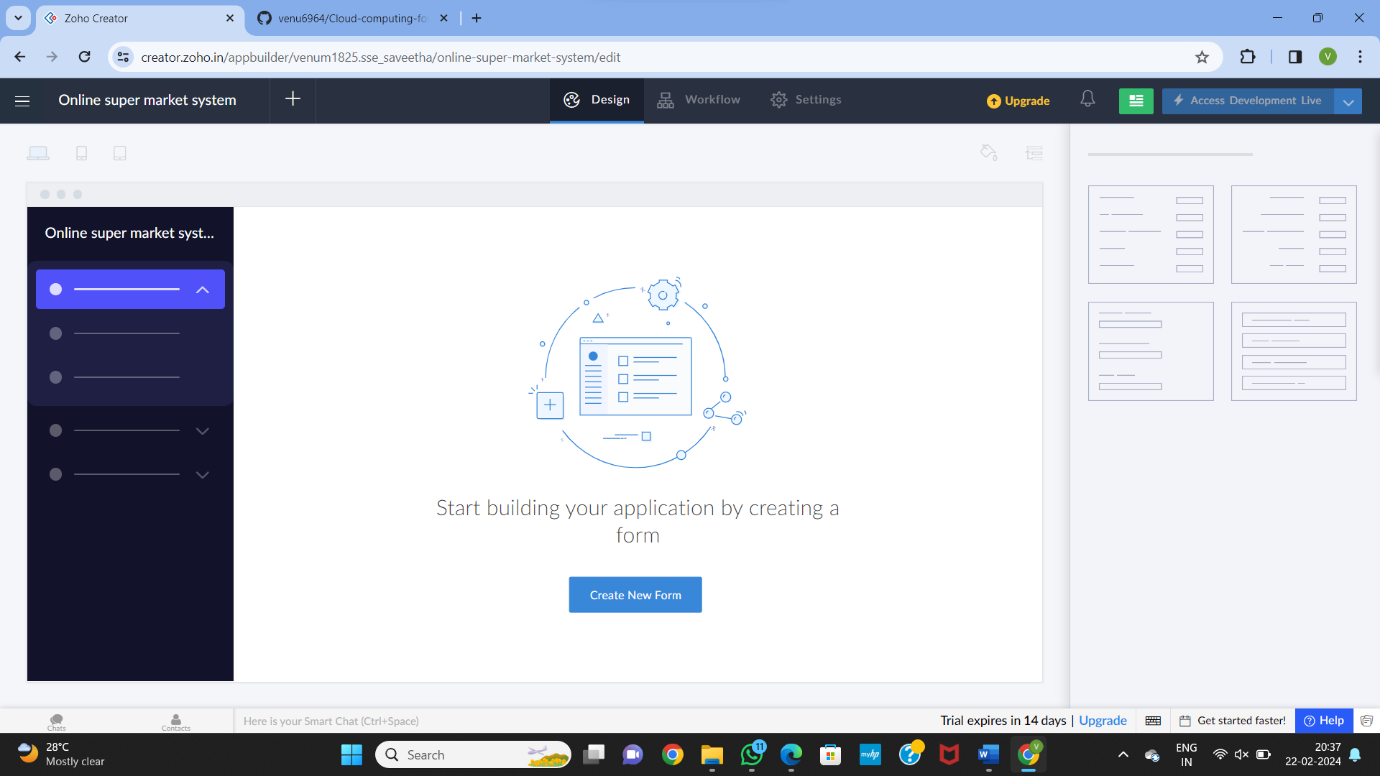 Zoho Creator
venu6964/Cloud-computing-fo
creator.zoho.in/appbuilder/venum1825.sse_saveetha/online-super-market-system/edit
V
Online super market system
Design
Workflow
Settings
Upgrade
Access Development Live
Online super market syst...
Start building your application by creating a
form
Create New Form
Chats
Contacts
Here is your Smart Chat (Ctrl+Space)
Trial expires in 14 days | Upgrade
Get started faster!
Help
28°C
Mostly clear
Search
11
myhp
V
ENG
IN
20:37
22-02-2024